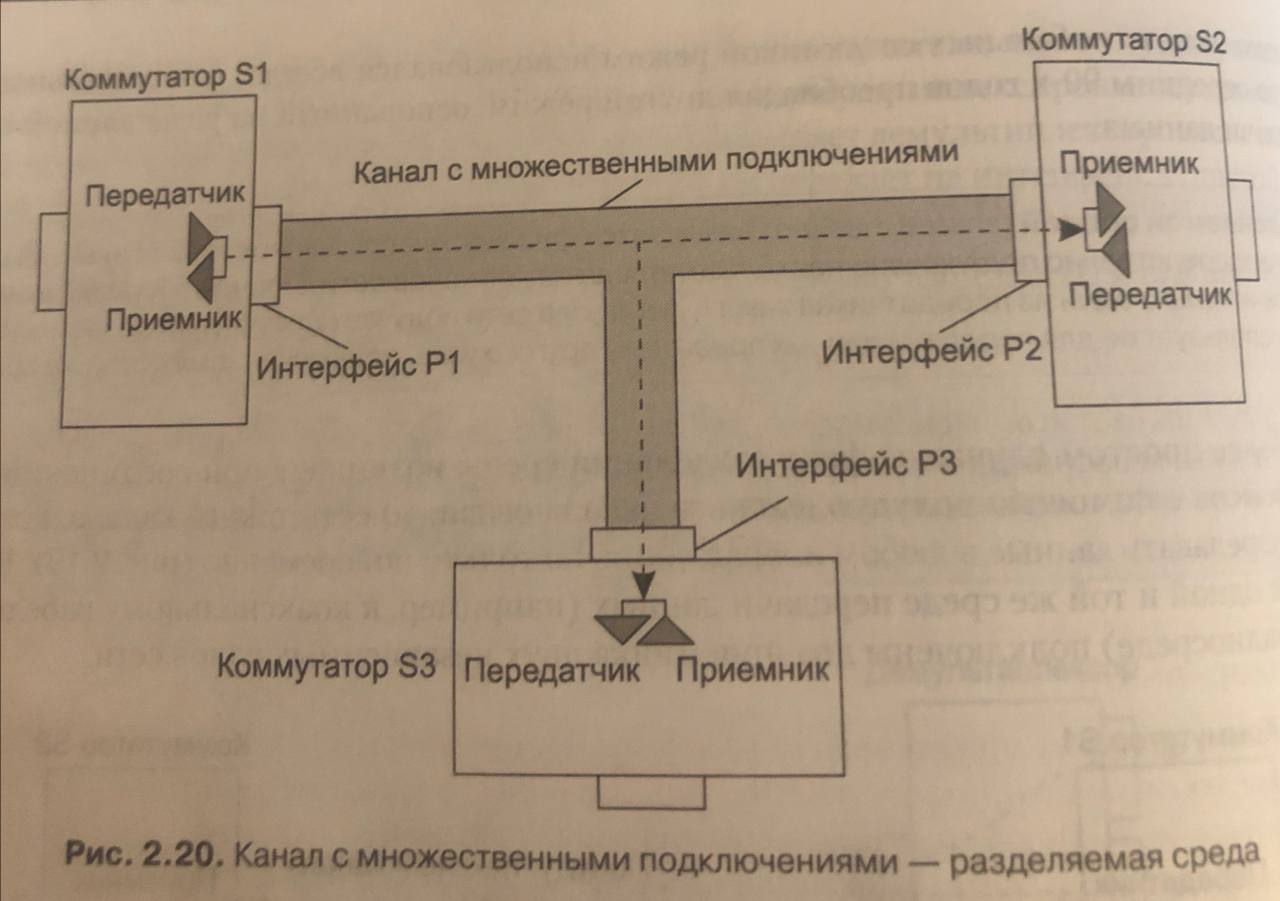 Коммутатор S1
Коммутатор S2
Канал с множественными подключениями
Передатчик
Приемник
Приемник
Передатчик
Интерфейс P1
Интерфейс P2
Интерфейс P3
Коммутатор S3
Передатчик
Приемник
Рис. 2.20. Канал с множественными подключениями — разделяемая среда